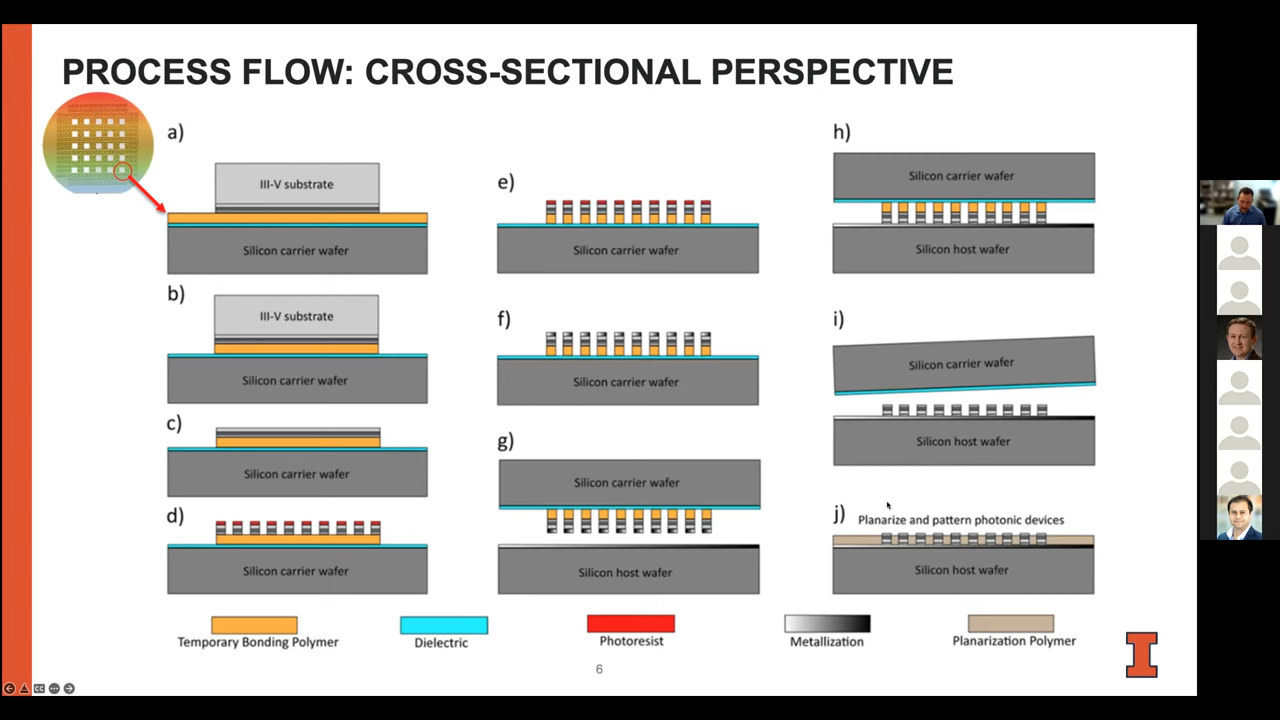 PROCESS FLOW: CROSS-SECTIONAL PERSPECTIVE
a)
III-V substrate
Silicon carrier wafer
b)
III-V substrate
Silicon carrier wafer
c)
Silicon carrier wafer
d)
Silicon carrier wafer
e)
Silicon carrier wafer
f)
Silicon carrier wafer
g)
Silicon carrier wafer
Silicon host wafer
h)
Silicon carrier wafer
Silicon host wafer
i)
Silicon carrier wafer
Silicon host wafer
j)
Planarize and pattern photonic devices
Silicon host wafer
Temporary Bonding Polymer
Dielectric
Photoresist
Metallization
Planarization Polymer
6
I
CC